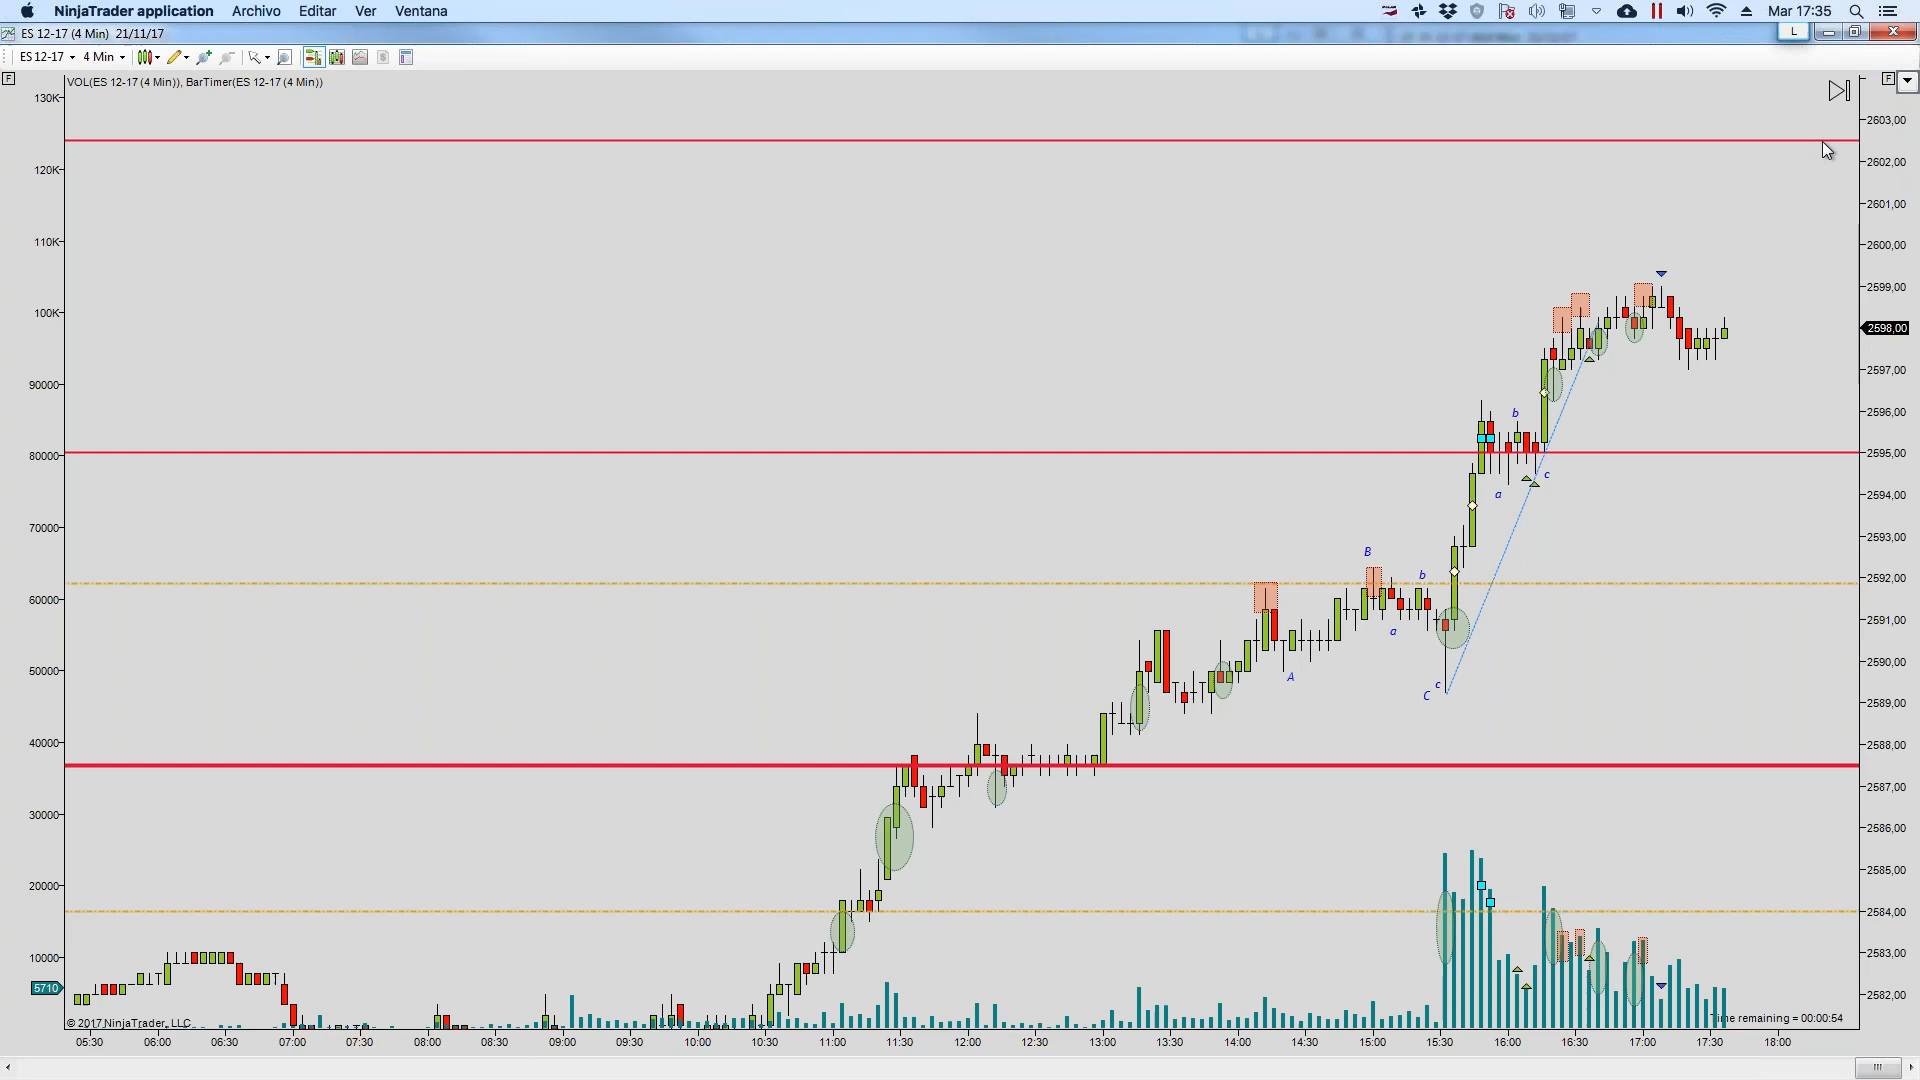 NinjaTrader application Archivo Editar Ver Ventana Mar 17:35
ES 12-17 (4 Min) 21/11/17 L
ES 12-17 4 Min
F VOL(ES 12-17 (4 Min)), BarTimer(ES 12-17 (4 Min)) F
130K
120K
110K
100K
90000
80000
70000
60000
50000
40000
30000
20000
10000
5710
2603,00
2602,00
2601,00
2600,00
2599,00
2598,00
2597,00
2596,00
2595,00
2594,00
2593,00
2592,00
2591,00
2590,00
2589,00
2588,00
2587,00
2586,00
2585,00
2584,00
2583,00
2582,00
b
c
a
B
b
a
A
c
C
© 2017 NinjaTrader, LLC
Time remaining = 00:00:54
05:30 06:00 06:30 07:00 07:30 08:00 08:30 09:00 09:30 10:00 10:30 11:00 11:30 12:00 12:30 13:00 13:30 14:00 14:30 15:00 15:30 16:00 16:30 17:00 17:30 18:00